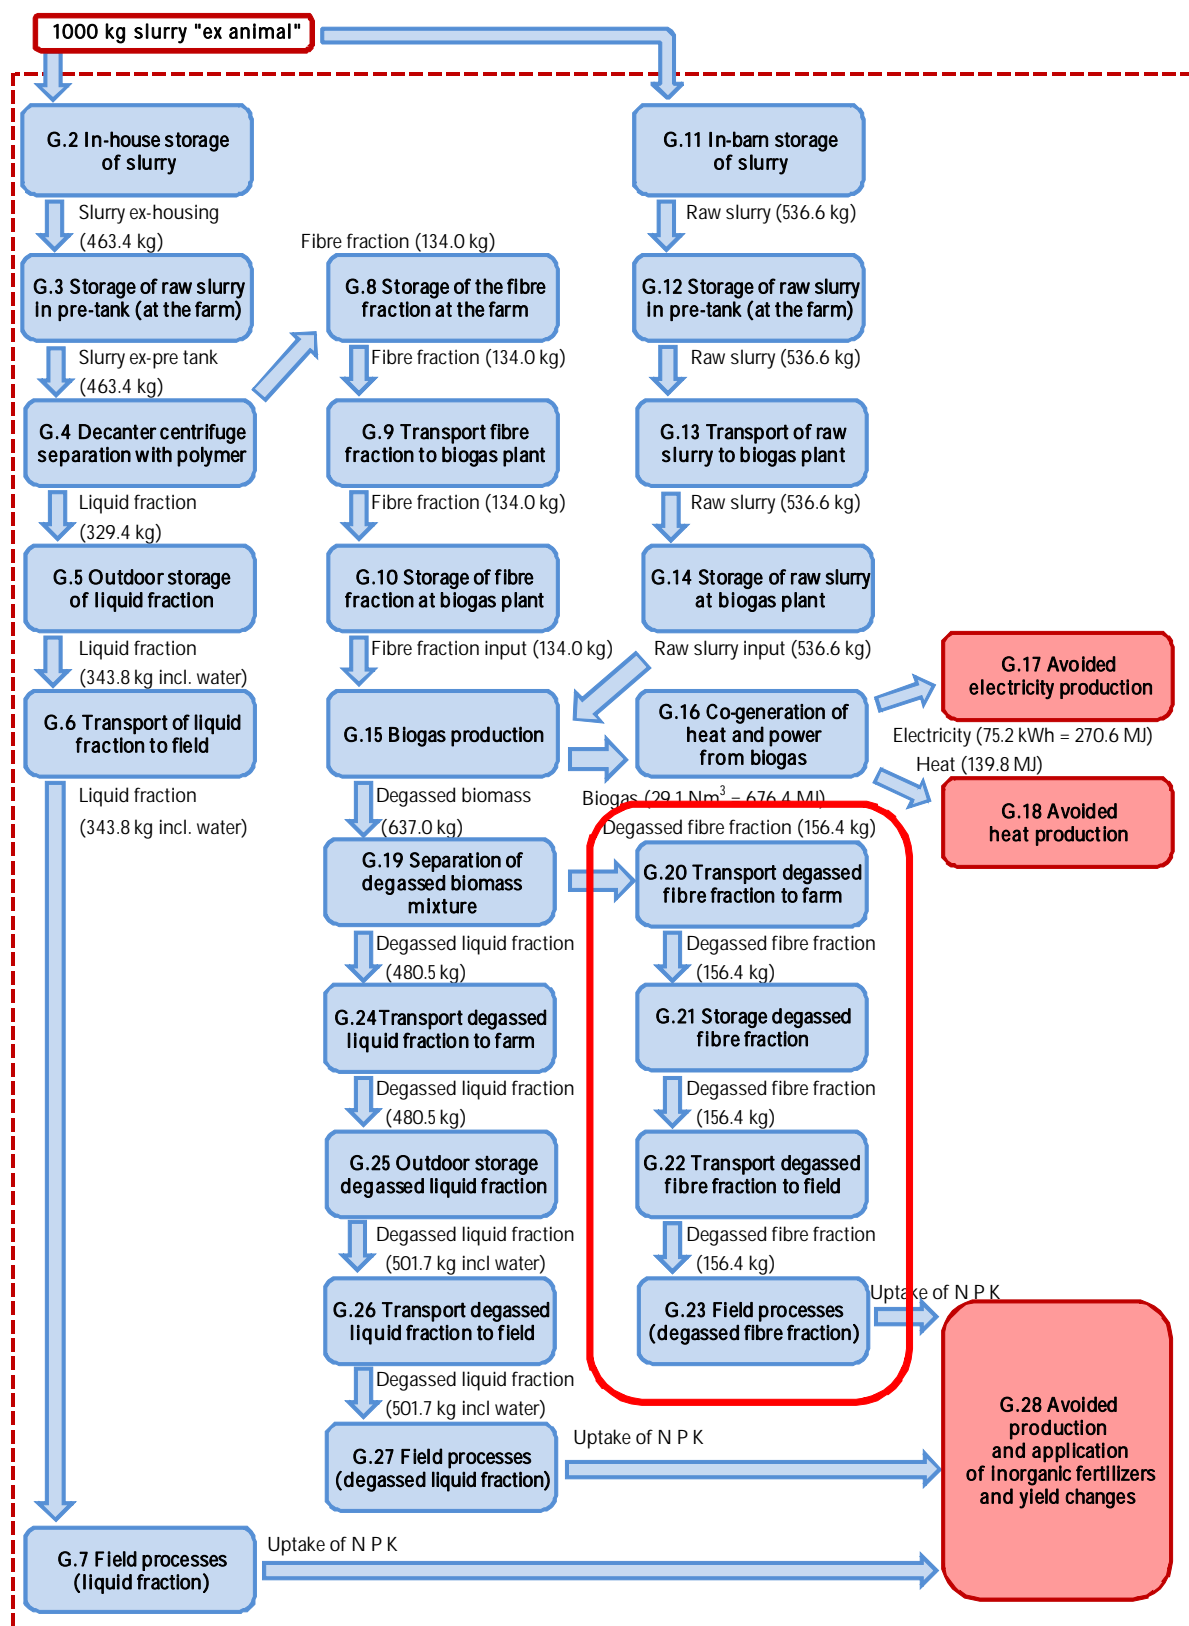 1000 kg slurry "ex animal"
G.2 In-house storage
of slurry
G.11 In-barn storage
of slurry
Slurry ex-housing
(463.4 kg)
Raw slurry (536.6 kg)
Fibre fraction (134.0 kg)
G.3 Storage of raw slurry
in pre-tank (at the farm)
G.8 Storage of the fibre
fraction at the farm
G.12 Storage of raw slurry
in pre-tank (at the farm)
Slurry ex-pre tank
(463.4 kg)
Fibre fraction (134.0 kg)
Raw slurry (536.6 kg)
G.4 Decanter centrifuge
separation with polymer
G.9 Transport fibre
fraction to biogas plant
G.13 Transport of raw
slurry to biogas plant
Liquid fraction
(329.4 kg)
Fibre fraction (134.0 kg)
Raw slurry (536.6 kg)
G.5 Outdoor storage
of liquid fraction
G.10 Storage of fibre
fraction at biogas plant
G.14 Storage of raw slurry
at biogas plant
Liquid fraction
(343.8 kg incl. water)
Fibre fraction input (134.0 kg)
Raw slurry input (536.6 kg)
G.6 Transport of liquid
fraction to field
G.15 Biogas production
G.16 Co-generation of
heat and power
from biogas
G.17 Avoided
electricity production
Electricity (75.2 kWh = 270.6 MJ)
Heat (139.8 MJ)
G.18 Avoided
heat production
Liquid fraction
(343.8 kg incl. water)
Degassed biomass
(637.0 kg)
Biogas (29.1 Nm³ = 676.4 MJ)
Degassed fibre fraction (156.4 kg)
G.19 Separation of
degassed biomass
mixture
G.20 Transport degassed
fibre fraction to farm
Degassed liquid fraction
(480.5 kg)
Degassed fibre fraction
(156.4 kg)
G.24 Transport degassed
liquid fraction to farm
G.21 Storage degassed
fibre fraction
Degassed liquid fraction
(480.5 kg)
Degassed fibre fraction
(156.4 kg)
G.25 Outdoor storage
degassed liquid fraction
G.22 Transport degassed
fibre fraction to field
Degassed liquid fraction
(501.7 kg incl water)
Degassed fibre fraction
(156.4 kg)
G.26 Transport degassed
liquid fraction to field
G.23 Field processes
(degassed fibre fraction)
Uptake of N P K
Degassed liquid fraction
(501.7 kg incl water)
G.27 Field processes
(degassed liquid fraction)
Uptake of N P K
G.28 Avoided
production
and application
of inorganic fertilizers
and yield changes
G.7 Field processes
(liquid fraction)
Uptake of N P K